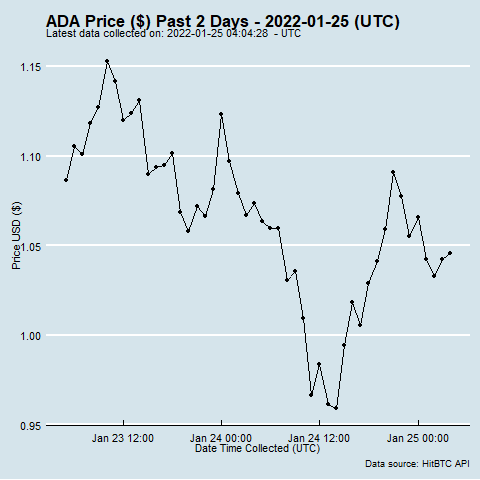 ADA Price ($) Past 2 Days - 2022-01-25 (UTC)
Latest data collected on: 2022-01-25 04:04:28 - UTC
1.15
1.10
1.05
1.00
0.95
Price USD ($)
Jan 23 12:00 Jan 24 00:00 Jan 24 12:00 Jan 25 00:00
Date Time Collected (UTC)
Data source: HitBTC API